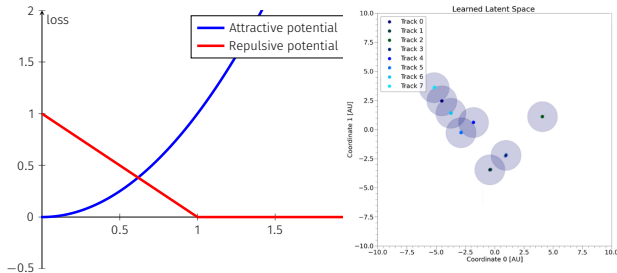 loss
Attractive potential
Repulsive potential
2
1.5
1
0.5
0
−0.5
0.5
1
1.5
Learned Latent Space
Track 0
Track 1
Track 2
Track 3
Track 4
Track 5
Track 6
Track 7
Coordinate 1 [AU]
10.0
7.5
5.0
2.5
0.0
−2.5
−5.0
−7.5
−10.0
−10.0 −7.5 −5.0 −2.5 0.0 2.5 5.0 7.5 10.0
Coordinate 0 [AU]